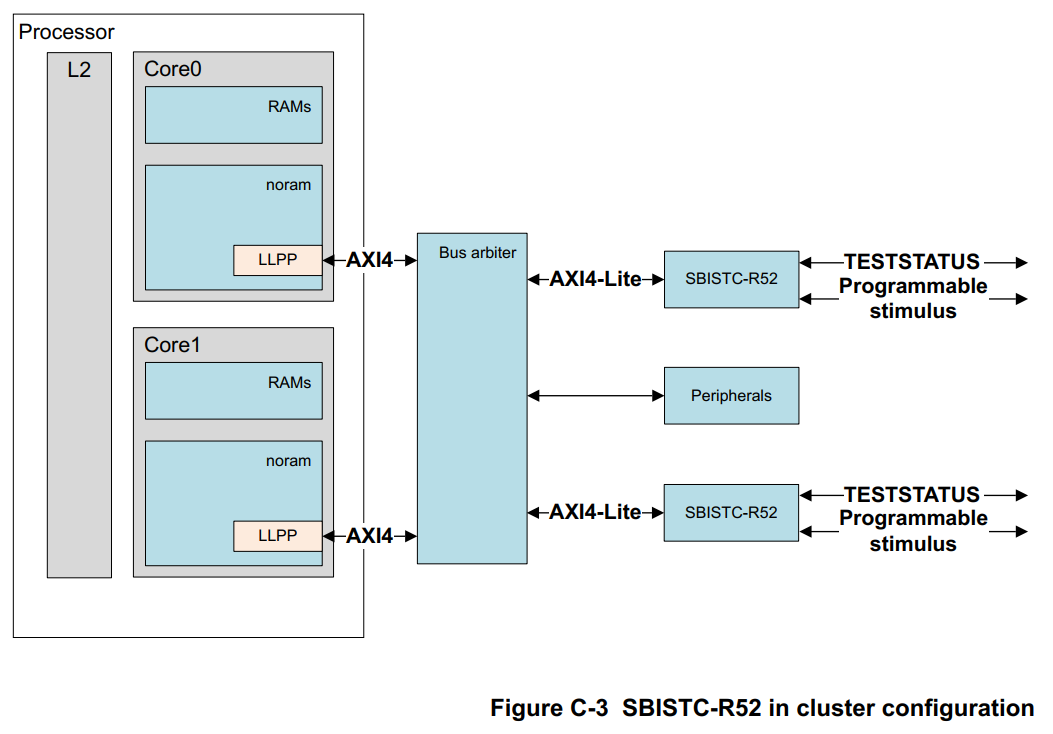 Processor
L2
Core0
RAMs
noram
LLPP
AXI4
Core1
RAMs
noram
LLPP
AXI4
Bus arbiter
AXI4-Lite
SBISTC-R52
TESTSTATUS
Programmable
stimulus
Peripherals
AXI4-Lite
SBISTC-R52
TESTSTATUS
Programmable
stimulus
Figure C-3 SBISTC-R52 in cluster configuration